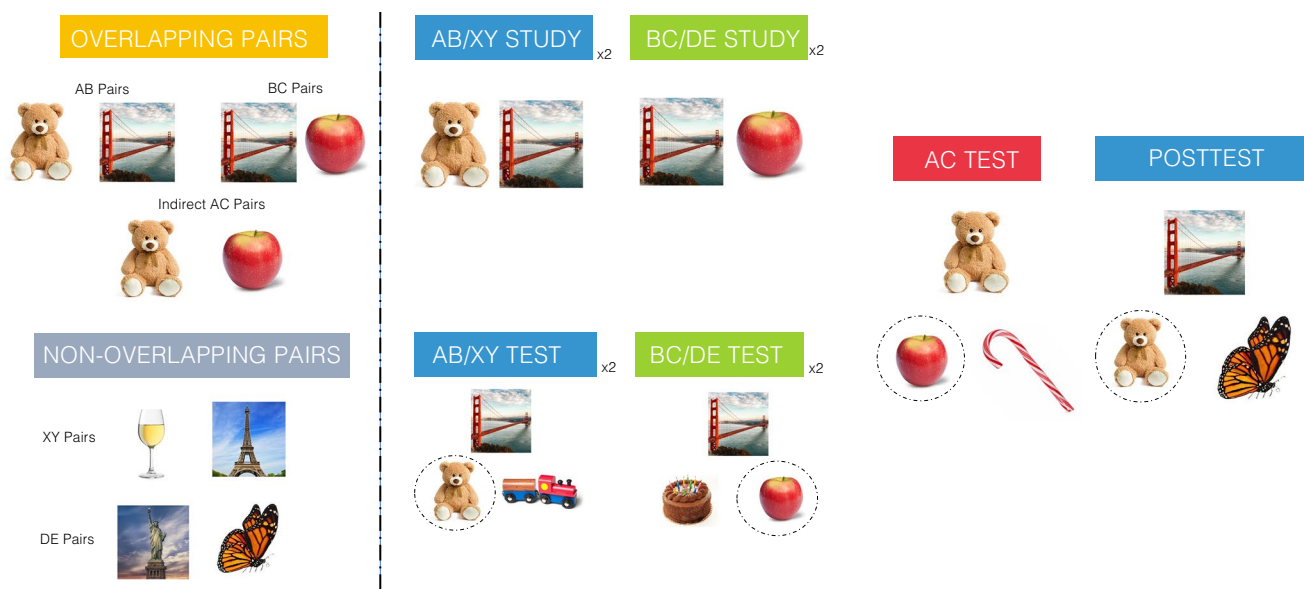 OVERLAPPING PAIRS
AB Pairs
BC Pairs
Indirect AC Pairs
NON-OVERLAPPING PAIRS
XY Pairs
DE Pairs
AB/XY STUDY x2
BC/DE STUDY x2
AB/XY TEST x2
BC/DE TEST x2
AC TEST
POSTTEST